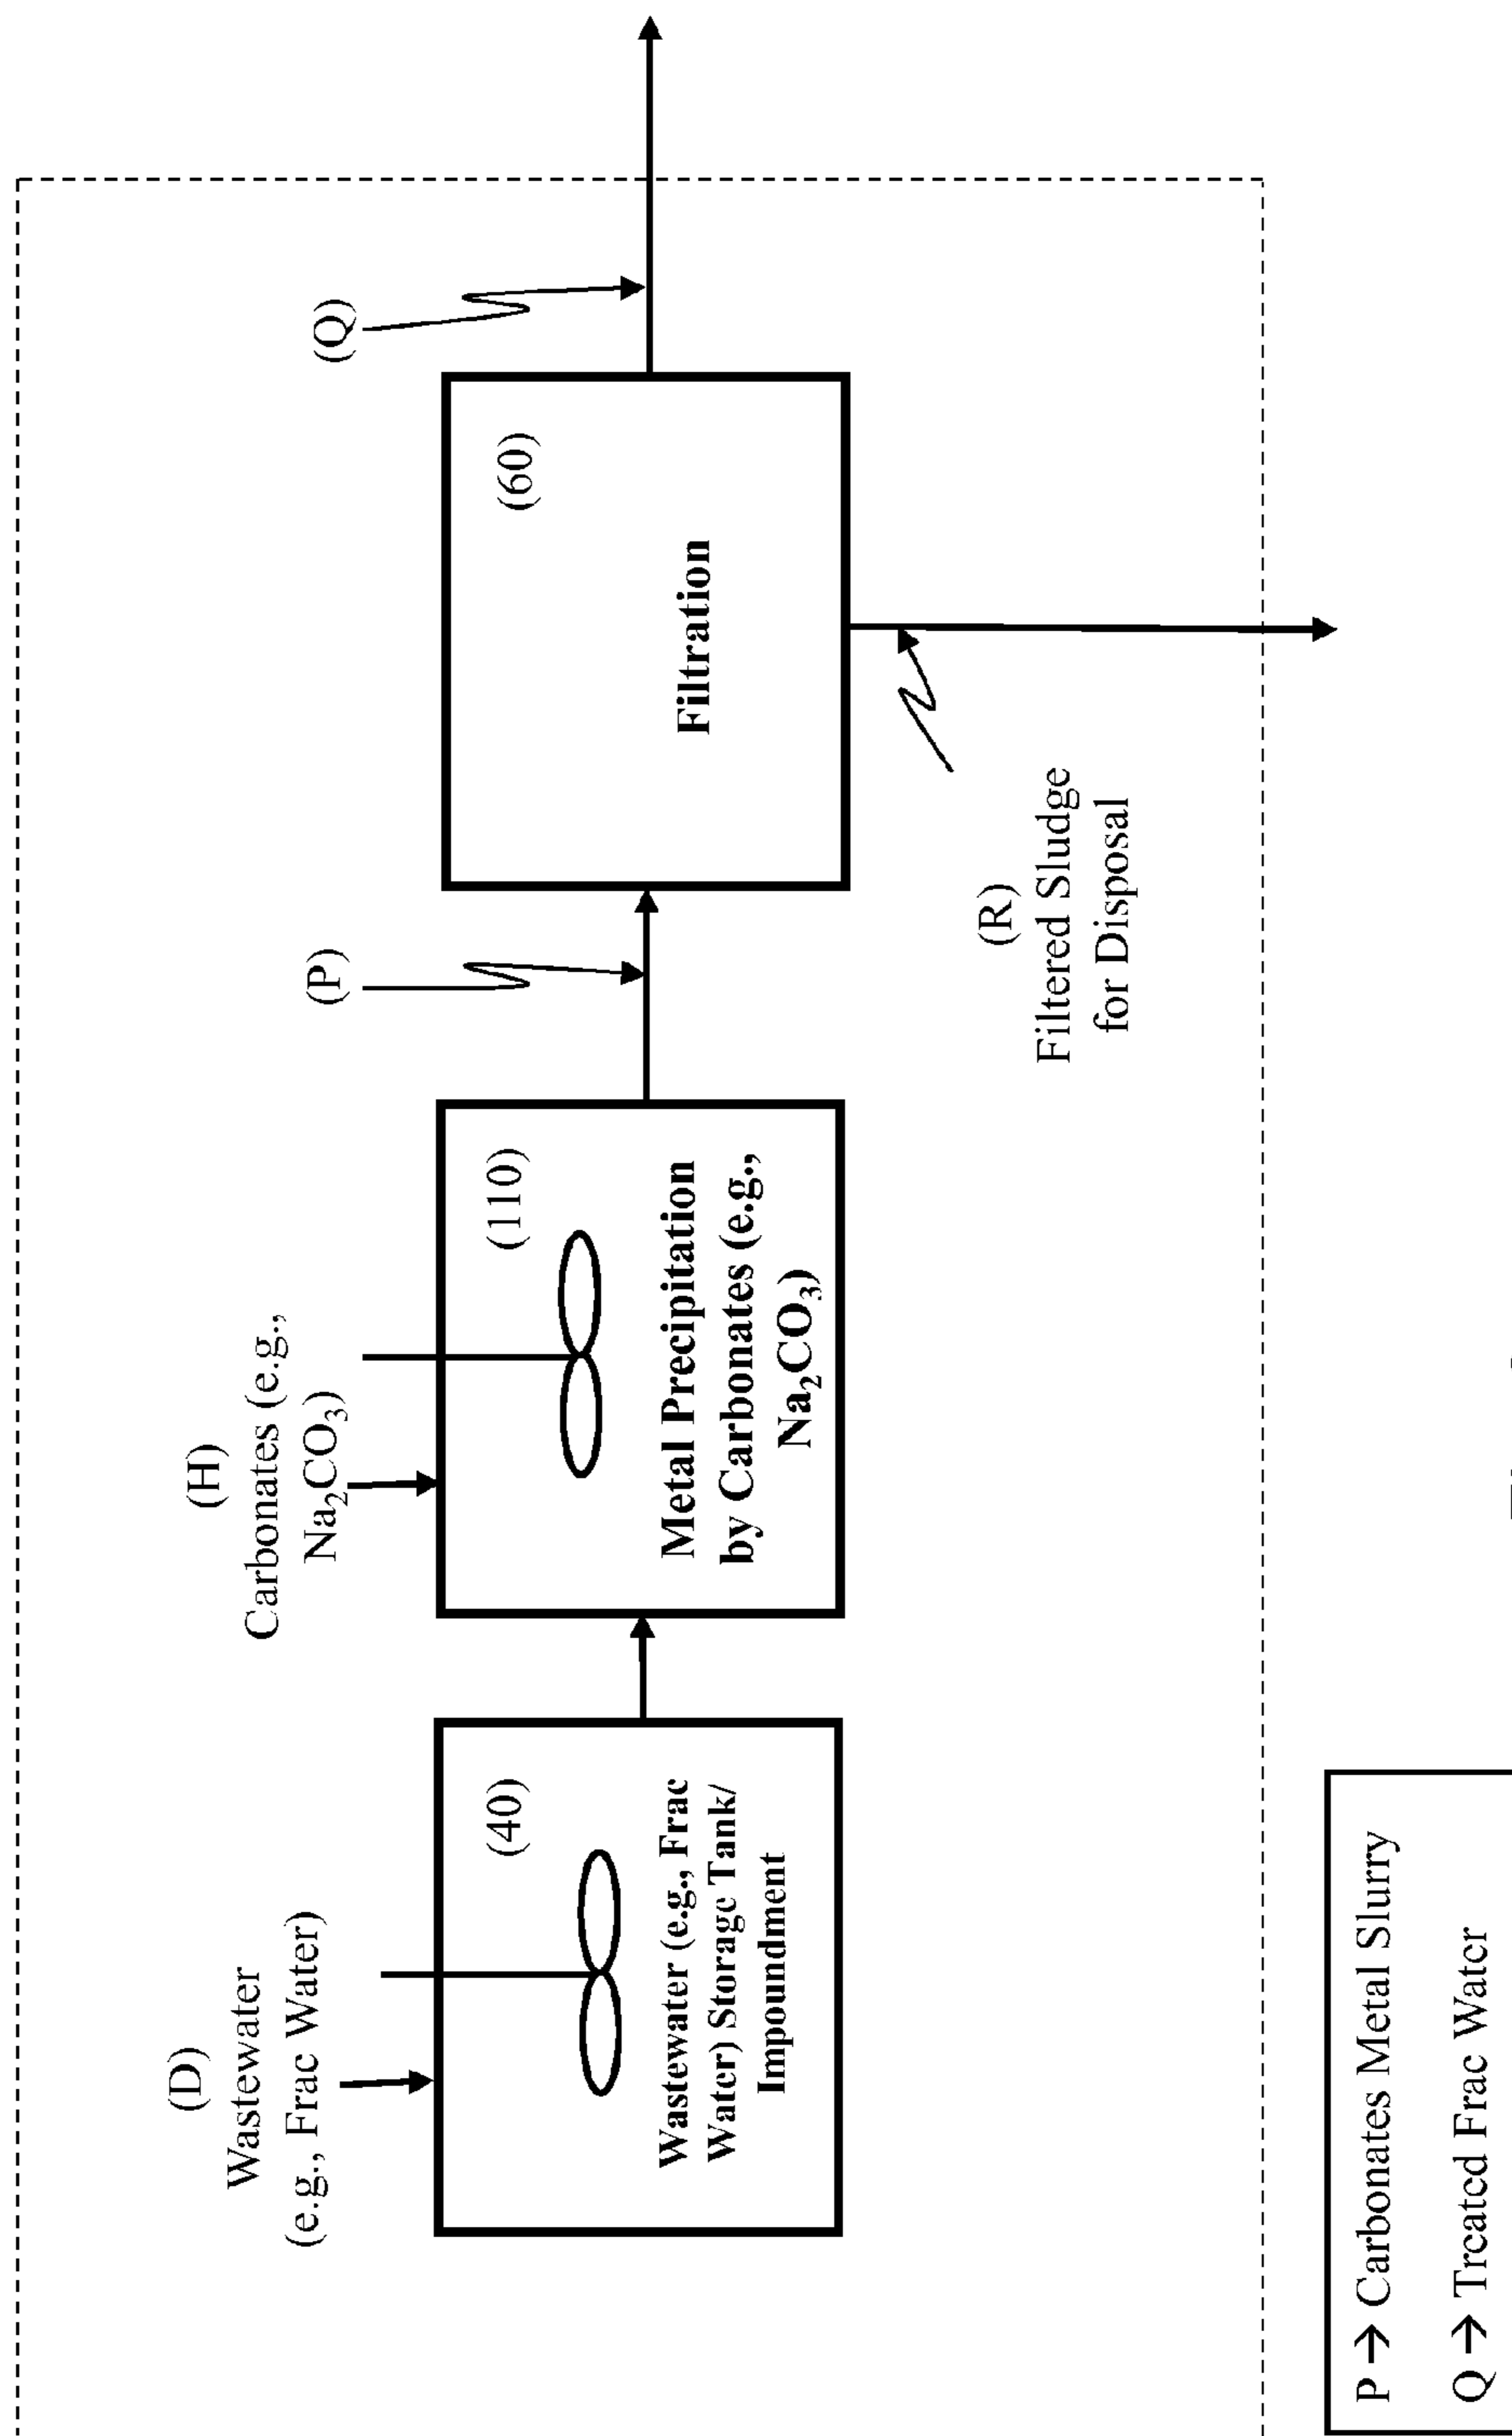 (D)
Wastewater
(e.g., Frac Water)
(40)
Wastewater (e.g., Frac
Water) Storage Tank/
Impoundment
(H)
Carbonates (e.g.,
Na₂CO₃)
(110)
Metal Precipitation
by Carbonates (e.g.,
Na₂CO₃)
(P)
(60)
Filtration
(Q)
(R)
Filtered Sludge
for Disposal
P → Carbonates Metal Slurry
Q → Treated Frac Water